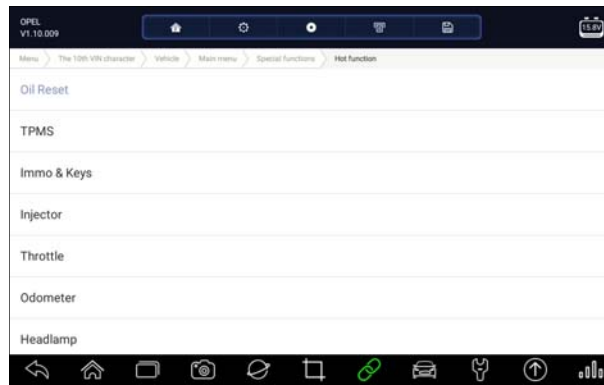 OPEL
V1.10.009
15.8V
Menu
The 10th VIN character
Vehicle
Main menu
Special functions
Hot function
Oil Reset
TPMS
Immo & Keys
Injector
Throttle
Odometer
Headlamp